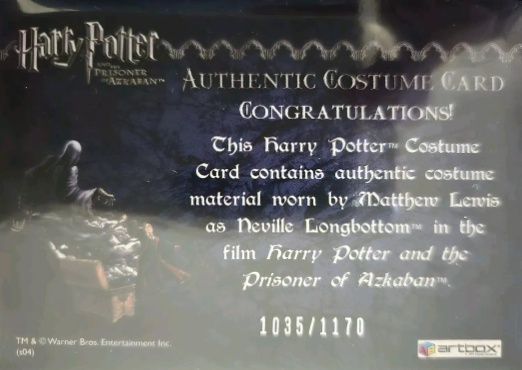 Harry Potter
AND THE
PRISONER
OF AZKABAN™
AUTHENTIC COSTUME CARD
CONGRATULATIONS!
This Harry Potter™ Costume
Card contains authentic costume
material worn by Matthew Lewis
as Neville Longbottom™ in the
film Harry Potter and the
Prisoner of Azkaban™.
1035/1170
TM & © Warner Bros. Entertainment Inc.
(s04)
artbox